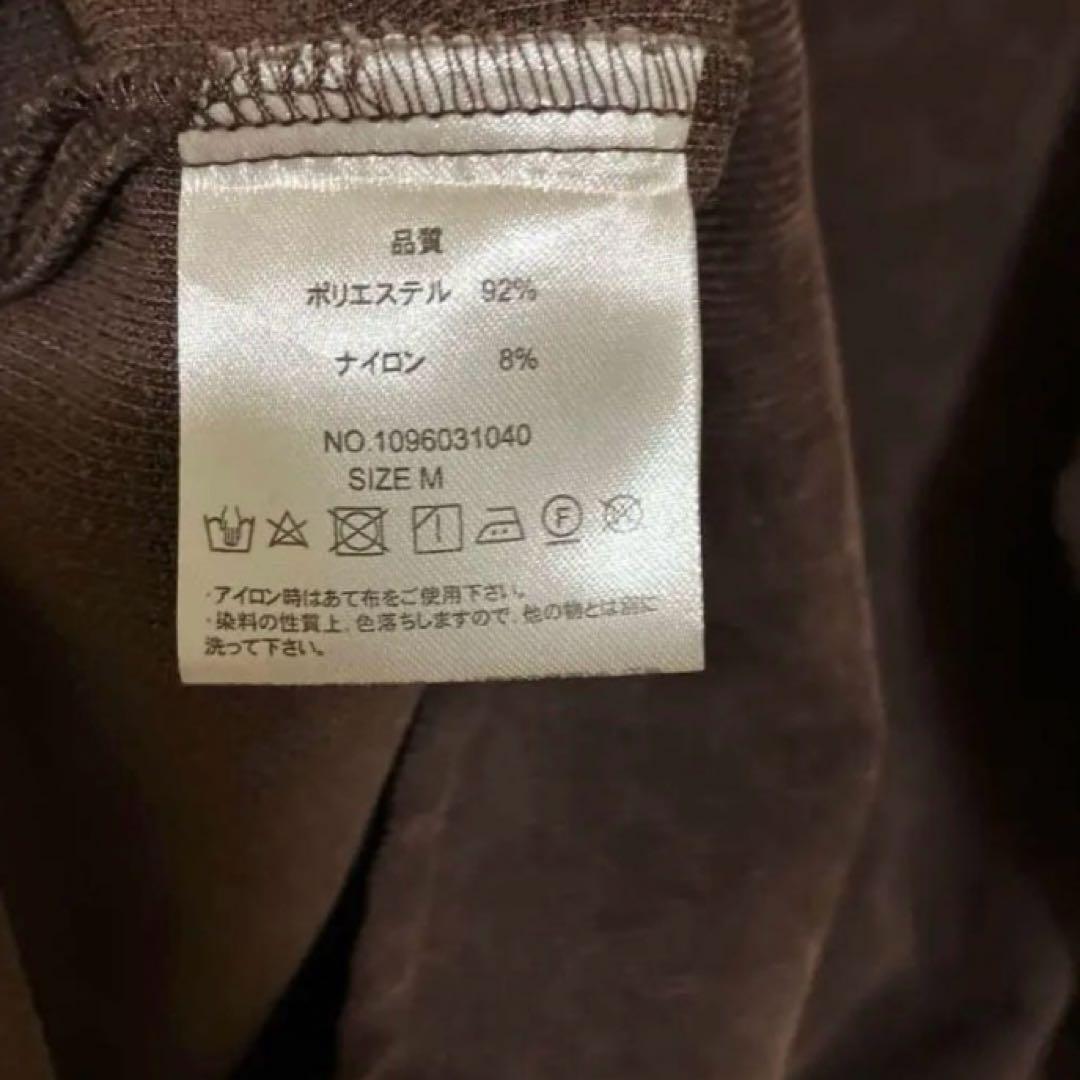 品質
ポリエステル 92%
ナイロン 8%
NO.1096031040
SIZE M
F
·アイロン時はあて布をご使用下さい。
·染料の性質上、色落ちしますので、他の物とは別に
洗って下さい。